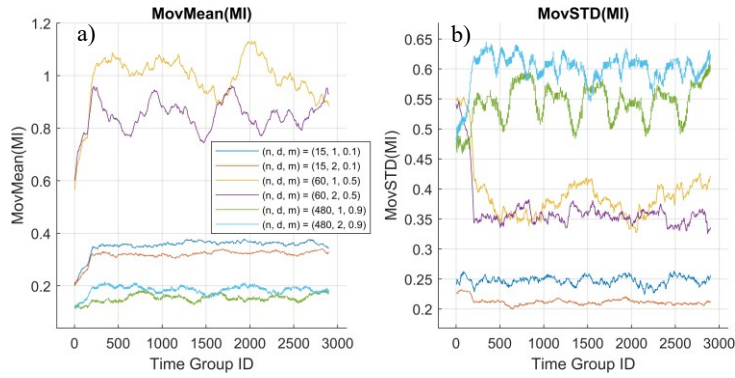 MovMean(MI)
a)
MovMean(MI)
1.2
1
0.8
0.6
0.4
0.2
0 500 1000 1500 2000 2500 3000
Time Group ID
(n, d, m) = (15, 1, 0.1)
(n, d, m) = (15, 2, 0.1)
(n, d, m) = (60, 1, 0.5)
(n, d, m) = (60, 2, 0.5)
(n, d, m) = (480, 1, 0.9)
(n, d, m) = (480, 2, 0.9)
MovSTD(MI)
b)
MovSTD(MI)
0.65
0.6
0.55
0.5
0.45
0.4
0.35
0.3
0.25
0.2
0 500 1000 1500 2000 2500 3000
Time Group ID